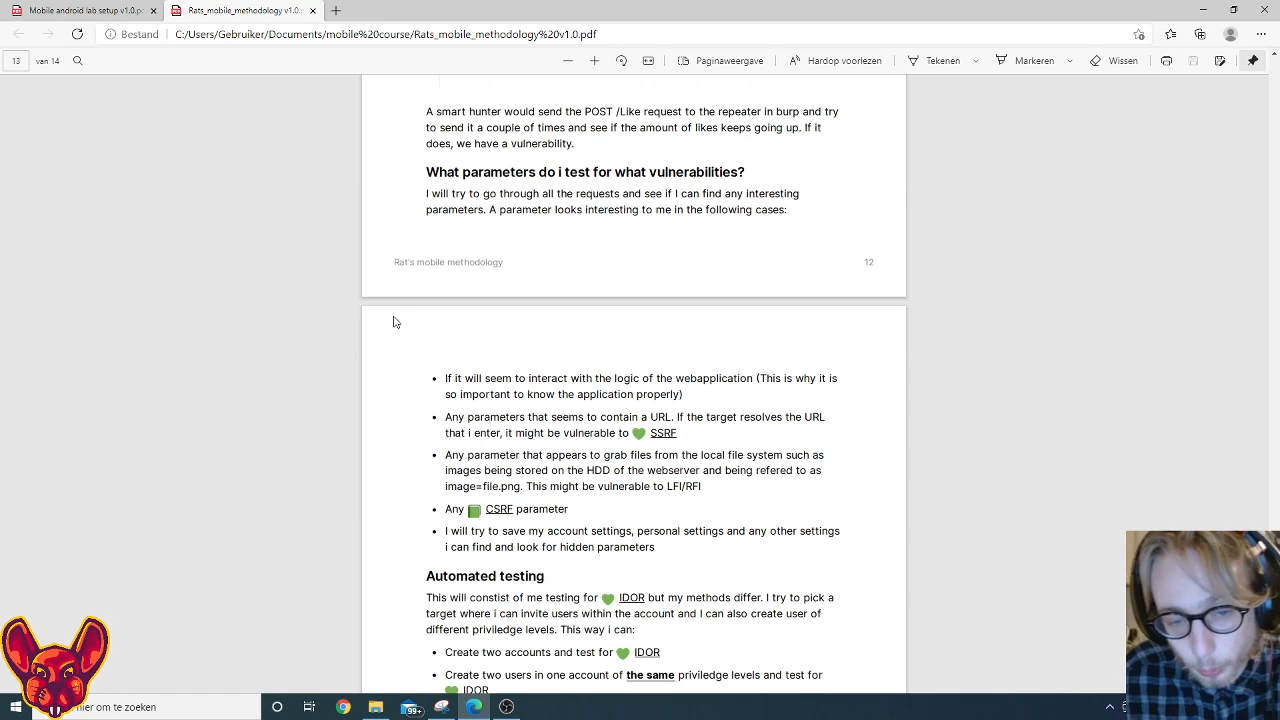 Mobile android lab setup v1.0.pc
Rats_mobile_methodology v1.0.p
Bestand
C:/Users/Gebruiker/Documents/mobile%20course/Rats_mobile_methodology%20v1.0.pdf
13
van 14
Paginaweergave
Hardop voorlezen
Tekenen
Markeren
Wissen
A smart hunter would send the POST /Like request to the repeater in burp and try
to send it a couple of times and see if the amount of likes keeps going up. If it
does, we have a vulnerability.
What parameters do i test for what vulnerabilities?
I will try to go through all the requests and see if I can find any interesting
parameters. A parameter looks interesting to me in the following cases:
Rat's mobile methodology
12
• If it will seem to interact with the logic of the webapplication (This is why it is
so important to know the application properly)
• Any parameters that seems to contain a URL. If the target resolves the URL
that i enter, it might be vulnerable to 💚 SSRF
• Any parameter that appears to grab files from the local file system such as
images being stored on the HDD of the webserver and being refered to as
image=file.png. This might be vulnerable to LFI/RFI
• Any 📗 CSRF parameter
• I will try to save my account settings, personal settings and any other settings
i can find and look for hidden parameters
Automated testing
This will constist of me testing for 💚 IDOR but my methods differ. I try to pick a
target where i can invite users within the account and I can also create user of
different priviledge levels. This way i can:
• Create two accounts and test for 💚 IDOR
• Create two users in one account of the same priviledge levels and test for
💚 IDOR
hier om te zoeken
99+